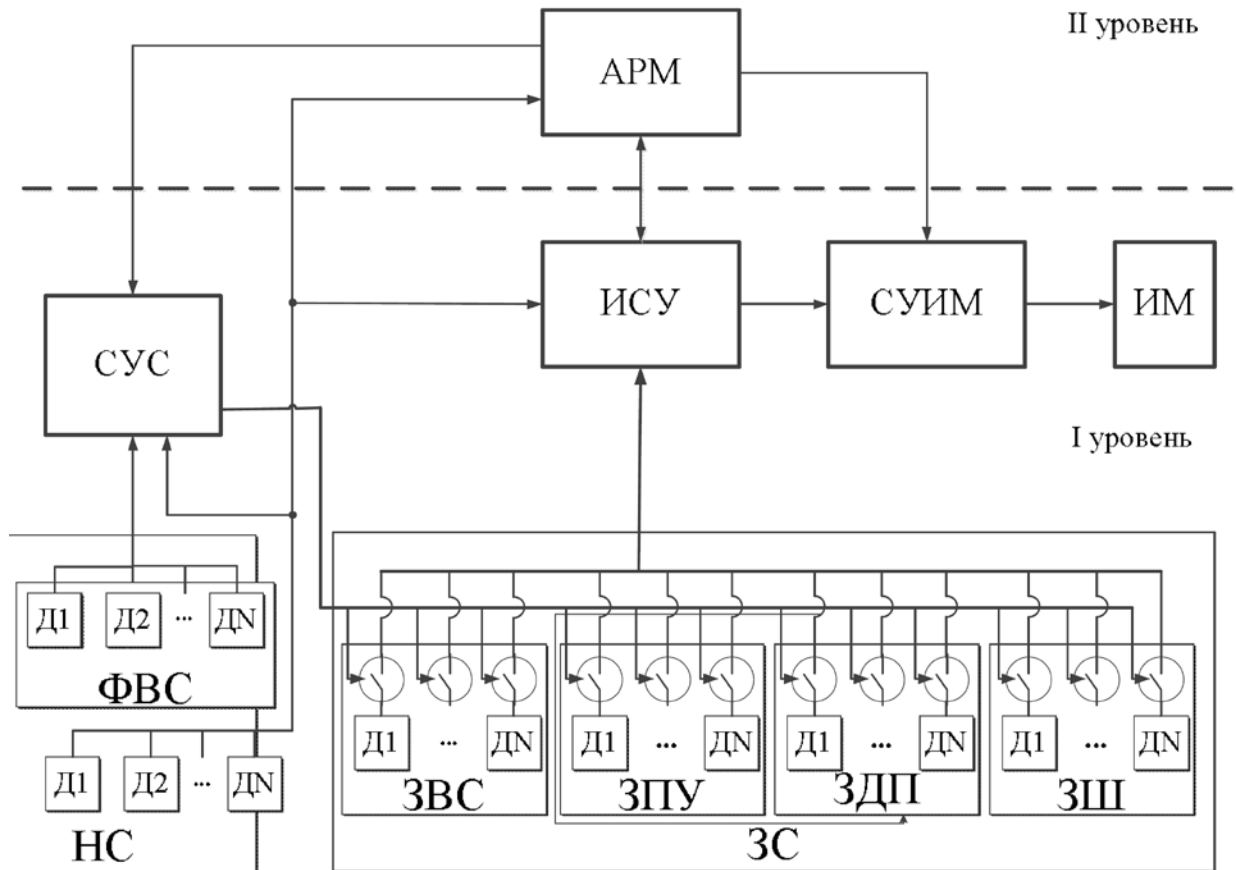 II уровень
АРМ
ИСУ
СУИМ
ИМ
СУС
I уровень
Д1 Д2 ... ДN
ФВС
Д1 Д2 ... ДN
НС
Д1 ... ДN Д1 ... ДN Д1 ... ДN Д1 ... ДN
ЗВС ЗПУ ЗДП ЗШ
ЗС